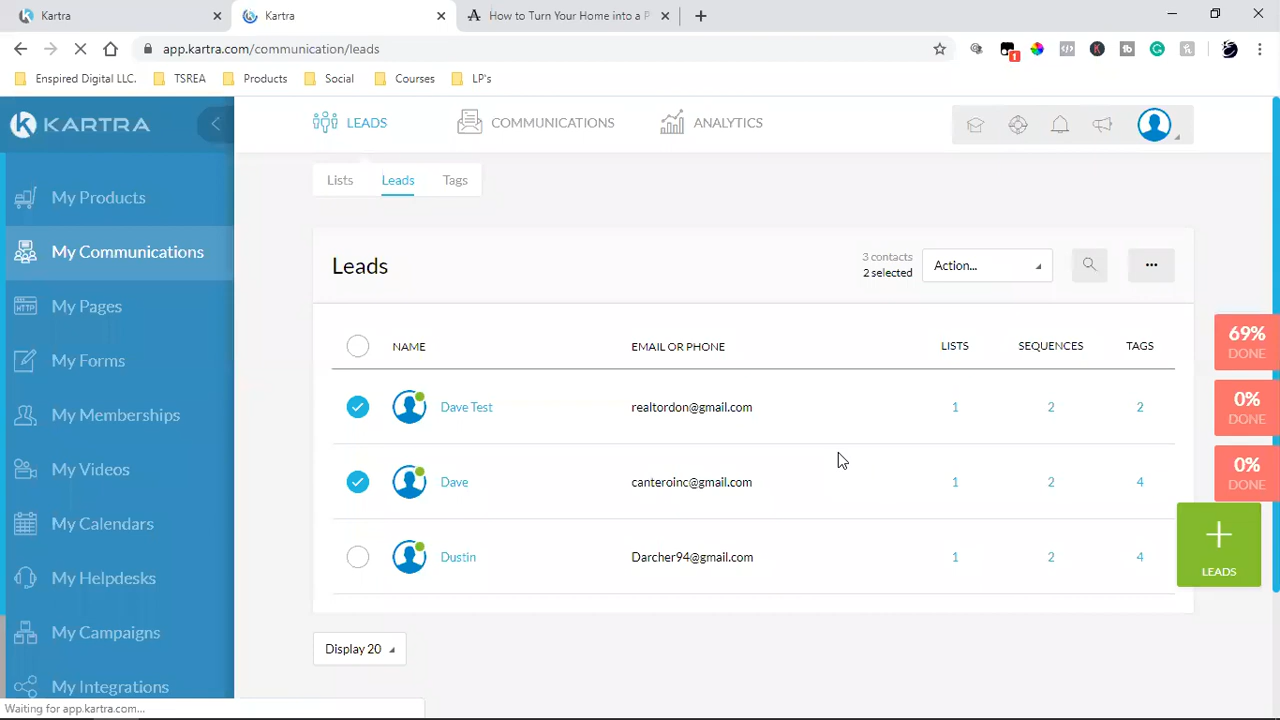 Kartra
Kartra
How to Turn Your Home into a P
app.kartra.com/communication/leads
1
Enspired Digital LLC.
TSREA
Products
Social
Courses
LP's
KARTRA
LEADS
COMMUNICATIONS
ANALYTICS
My Products
My Communications
My Pages
My Forms
My Memberships
My Videos
My Calendars
My Helpdesks
My Campaigns
My Integrations
Lists
Leads
Tags
Leads
3 contacts
2 selected
Action...
NAME
EMAIL OR PHONE
LISTS
SEQUENCES
TAGS
Dave Test
realtordon@gmail.com
1
2
2
Dave
canteroinc@gmail.com
1
2
4
Dustin
Darcher94@gmail.com
1
2
4
69%
DONE
0%
DONE
0%
DONE
LEADS
Display 20
HTTP
Waiting for app.kartra.com...